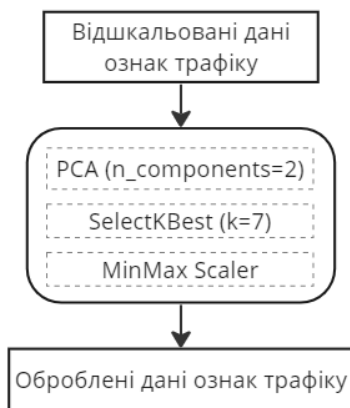 Відшкальовані дані
ознак трафіку
PCA (n_components=2)
SelectKBest (k=7)
MinMax Scaler
Оброблені дані ознак трафіку